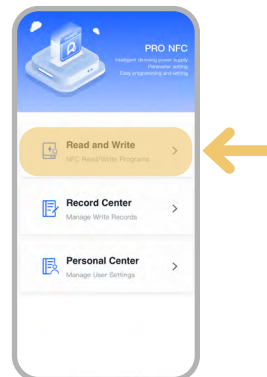 PRO NFC
Intelligent dimming power supply
Parameter setting
Easy programming and setting
Read and Write
NFC Read/Write Programs
Record Center
Manage Write Records
Personal Center
Manage User Settings